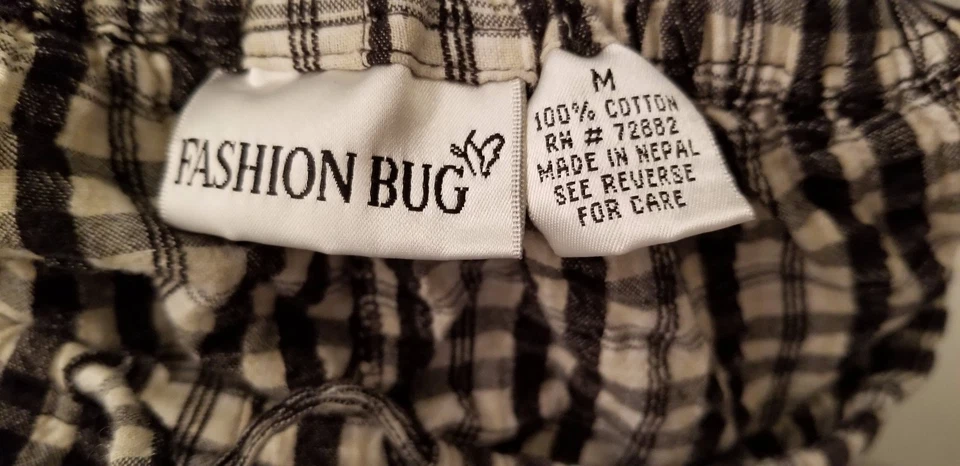 FASHION BUG
M
100% COTTON
RN # 72882
MADE IN NEPAL
SEE REVERSE
FOR CARE